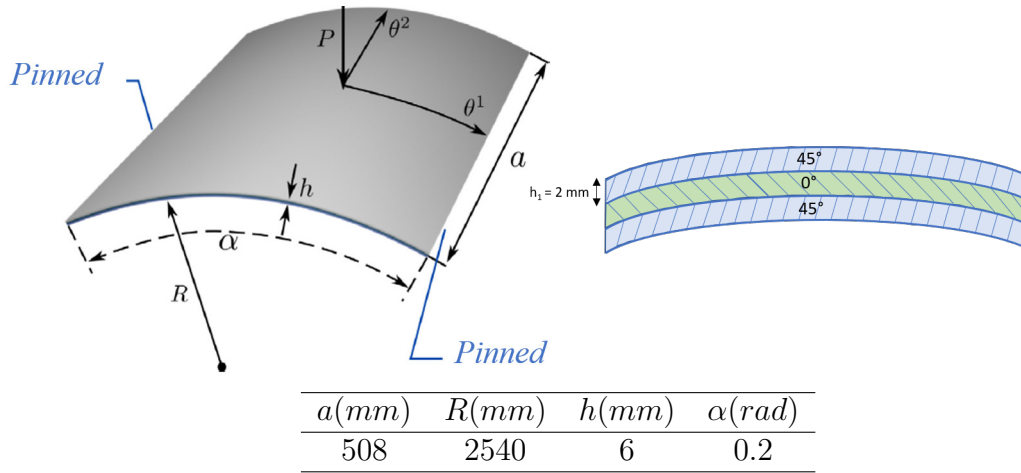 P
θ²
Pinned
θ¹
a
h
α
R
Pinned
45°
0°
h₁ = 2 mm
45°
a(mm) R(mm) h(mm) α(rad)
508 2540 6 0.2